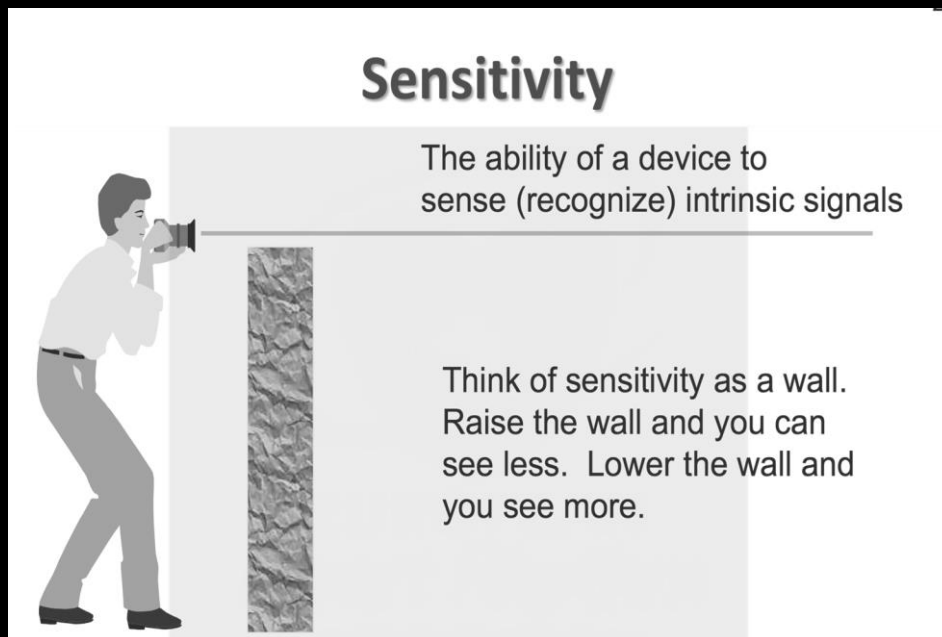 Sensitivity
The ability of a device to
sense (recognize) intrinsic signals
Think of sensitivity as a wall.
Raise the wall and you can
see less.  Lower the wall and
you see more.